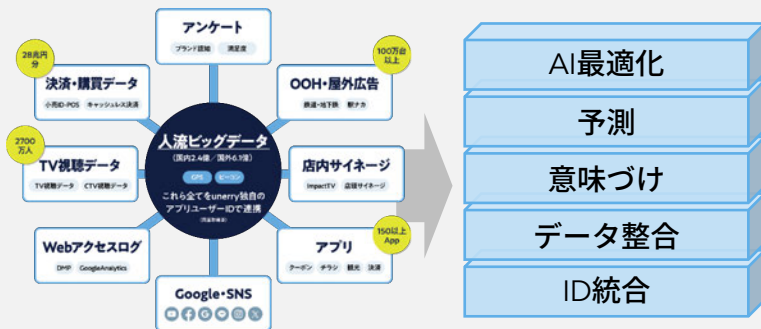 アンケート
ブランド認知 満足度
28兆円分
決済・購買データ
小売ID-POS キャッシュレス決済
100万台以上
OOH・屋外広告
鉄道・地下鉄 駅ナカ
人流ビッグデータ
(国内2.4億/国外6.1億)
GPS ビーコン
これら全てをunerry独自の
アプリユーザーIDで連携
2700万人
TV視聴データ
TV視聴データ CTV視聴データ
店内サイネージ
impactTV 店頭サイネージ
Webアクセスログ
DMP GoogleAnalytics
150以上
App
アプリ
クーポン チラシ 観光 決済
Google・SNS
AI最適化
予測
意味づけ
データ整合
ID統合